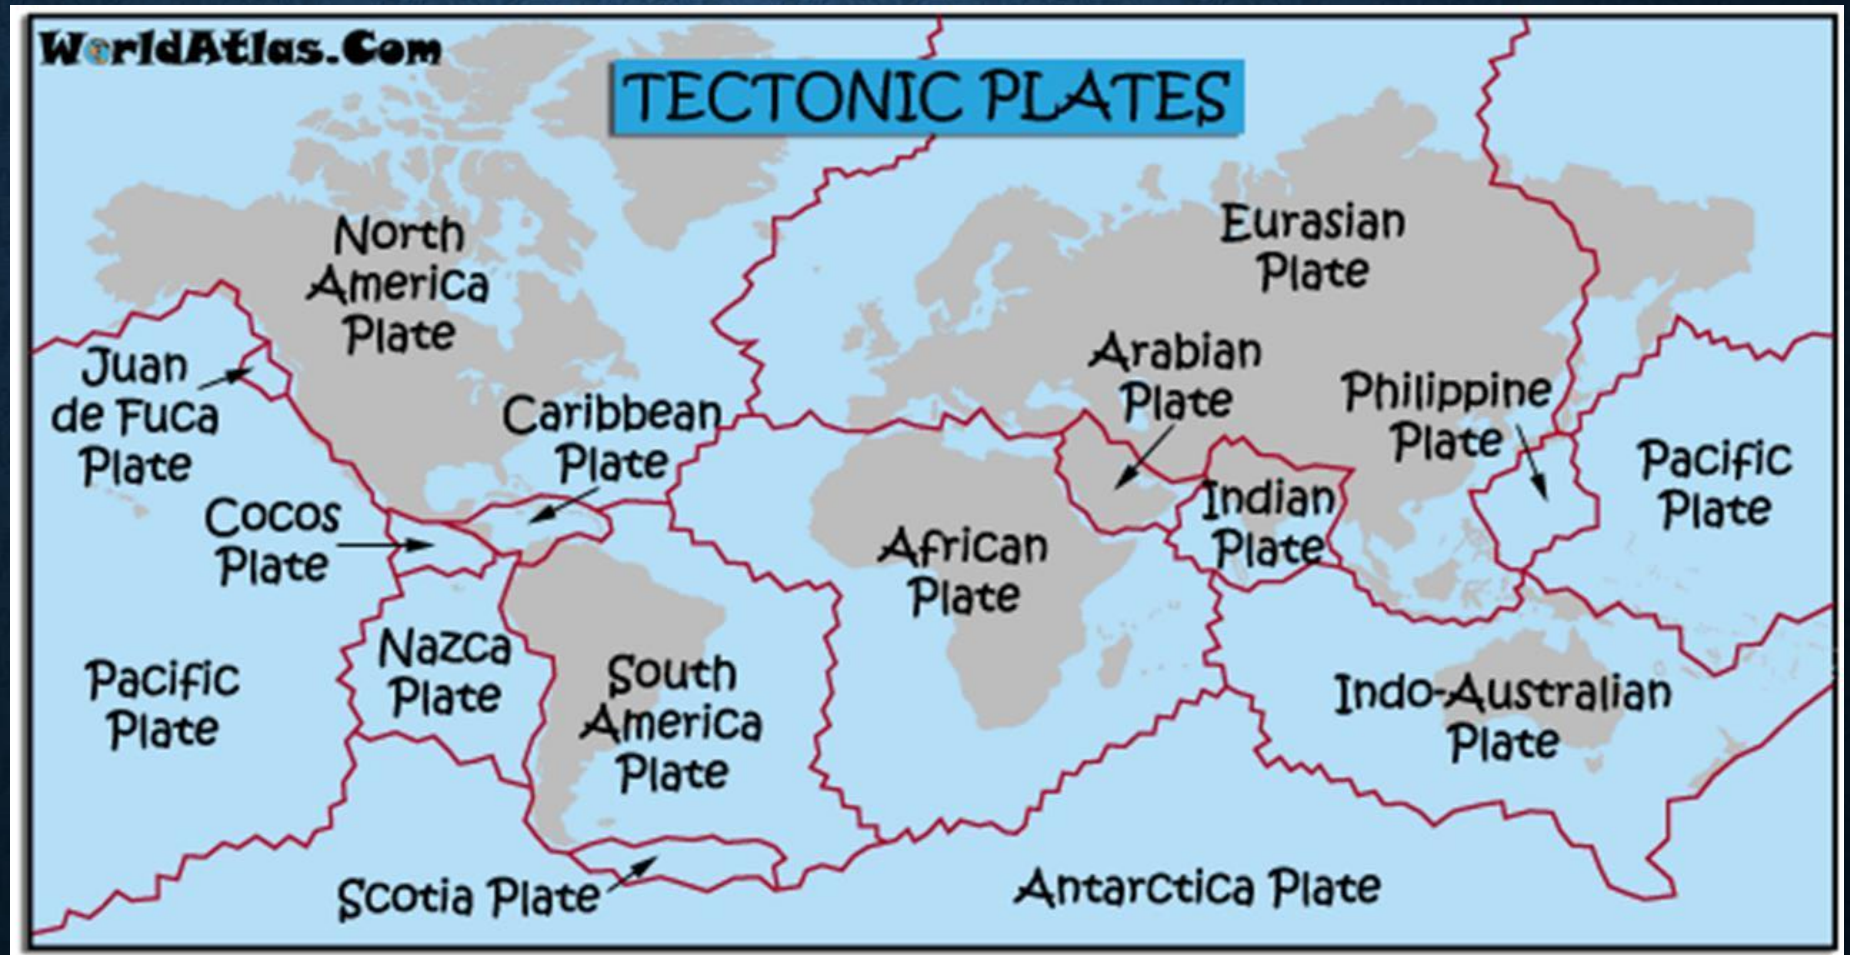 WorldAtlas.Com
TECTONIC PLATES
North
America
Plate
Eurasian
Plate
Juan
de Fuca
Plate
Caribbean
Plate
Arabian
Plate
Philippine
Plate
Pacific
Plate
Cocos
Plate
Indian
Plate
African
Plate
Pacific
Plate
Nazca
Plate
South
America
Plate
Indo-Australian
Plate
Scotia Plate
Antarctica Plate